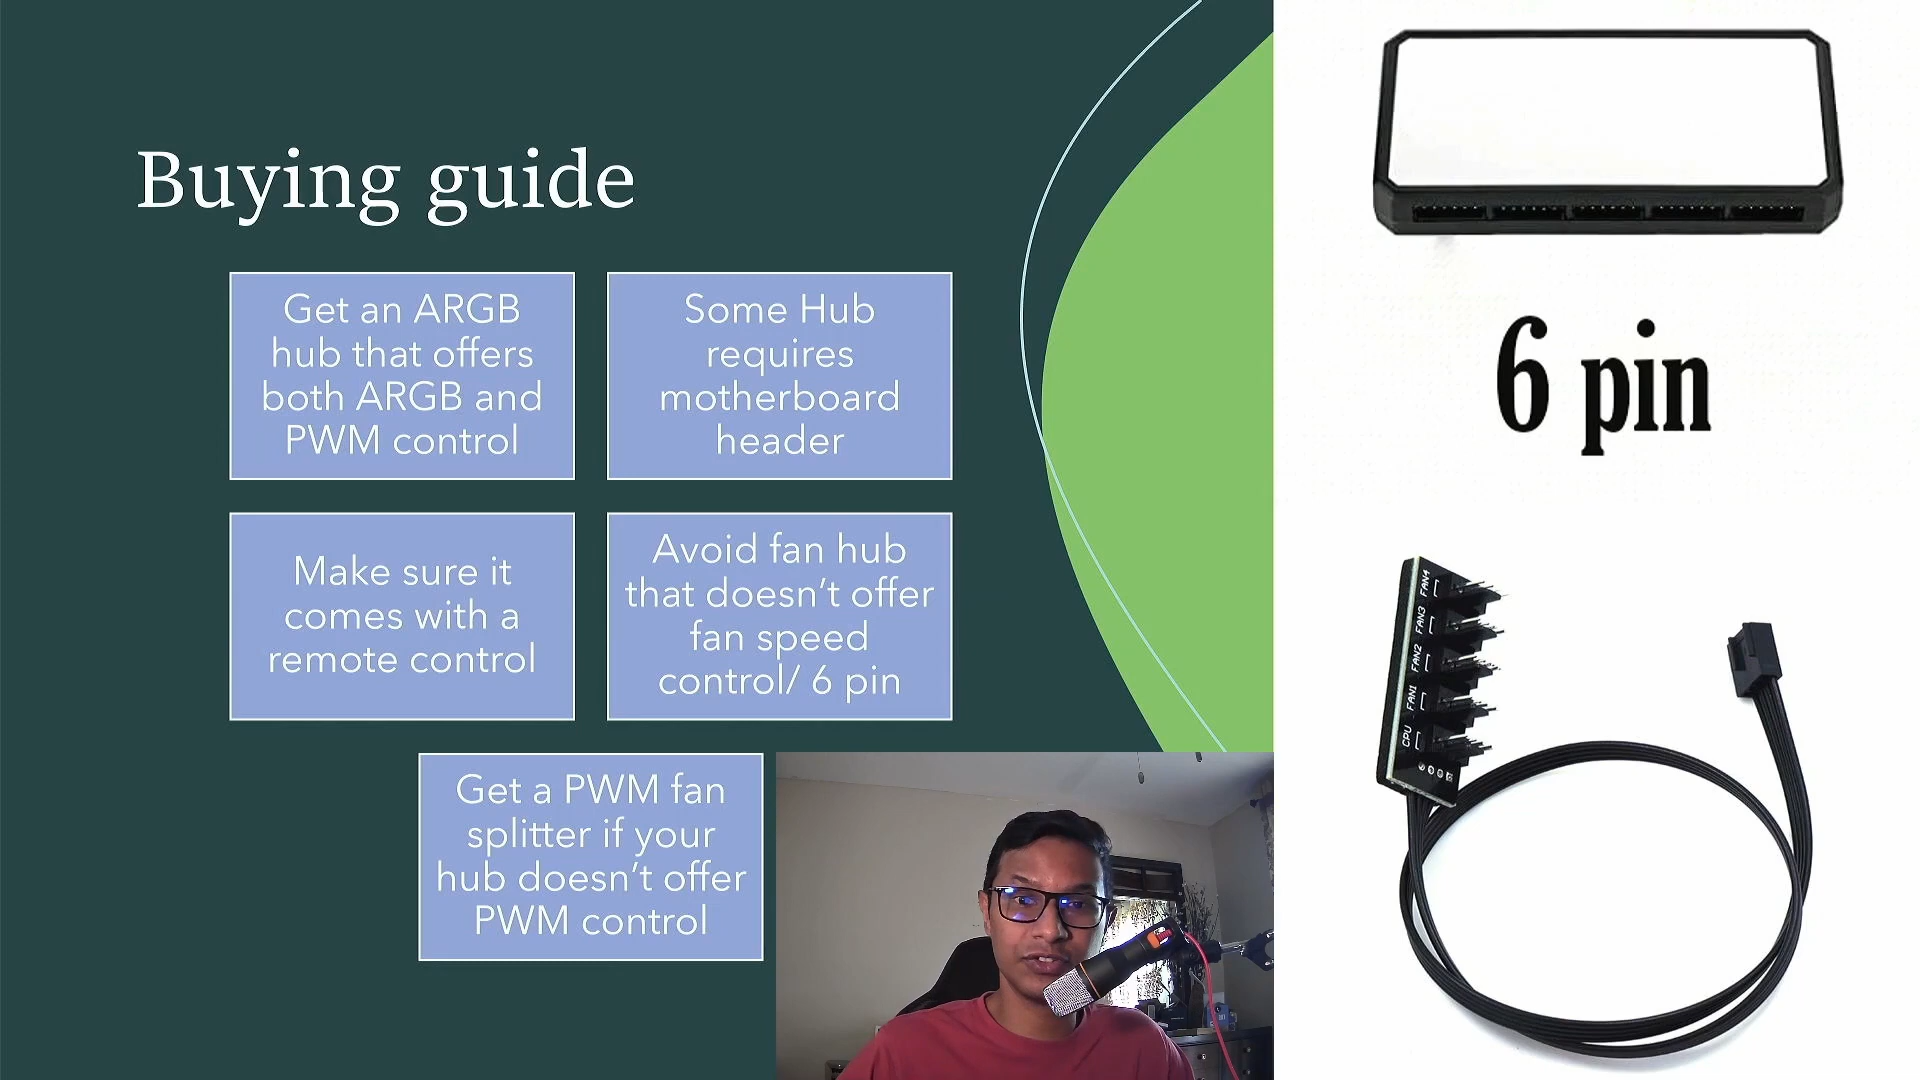 Buying guide
Get an ARGB
hub that offers
both ARGB and
PWM control
Some Hub
requires
motherboard
header
Make sure it
comes with a
remote control
Avoid fan hub
that doesn’t offer
fan speed
control/ 6 pin
Get a PWM fan
splitter if your
hub doesn’t offer
PWM control
6 pin
FAN4
FAN3
FAN2
FAN1
CPU